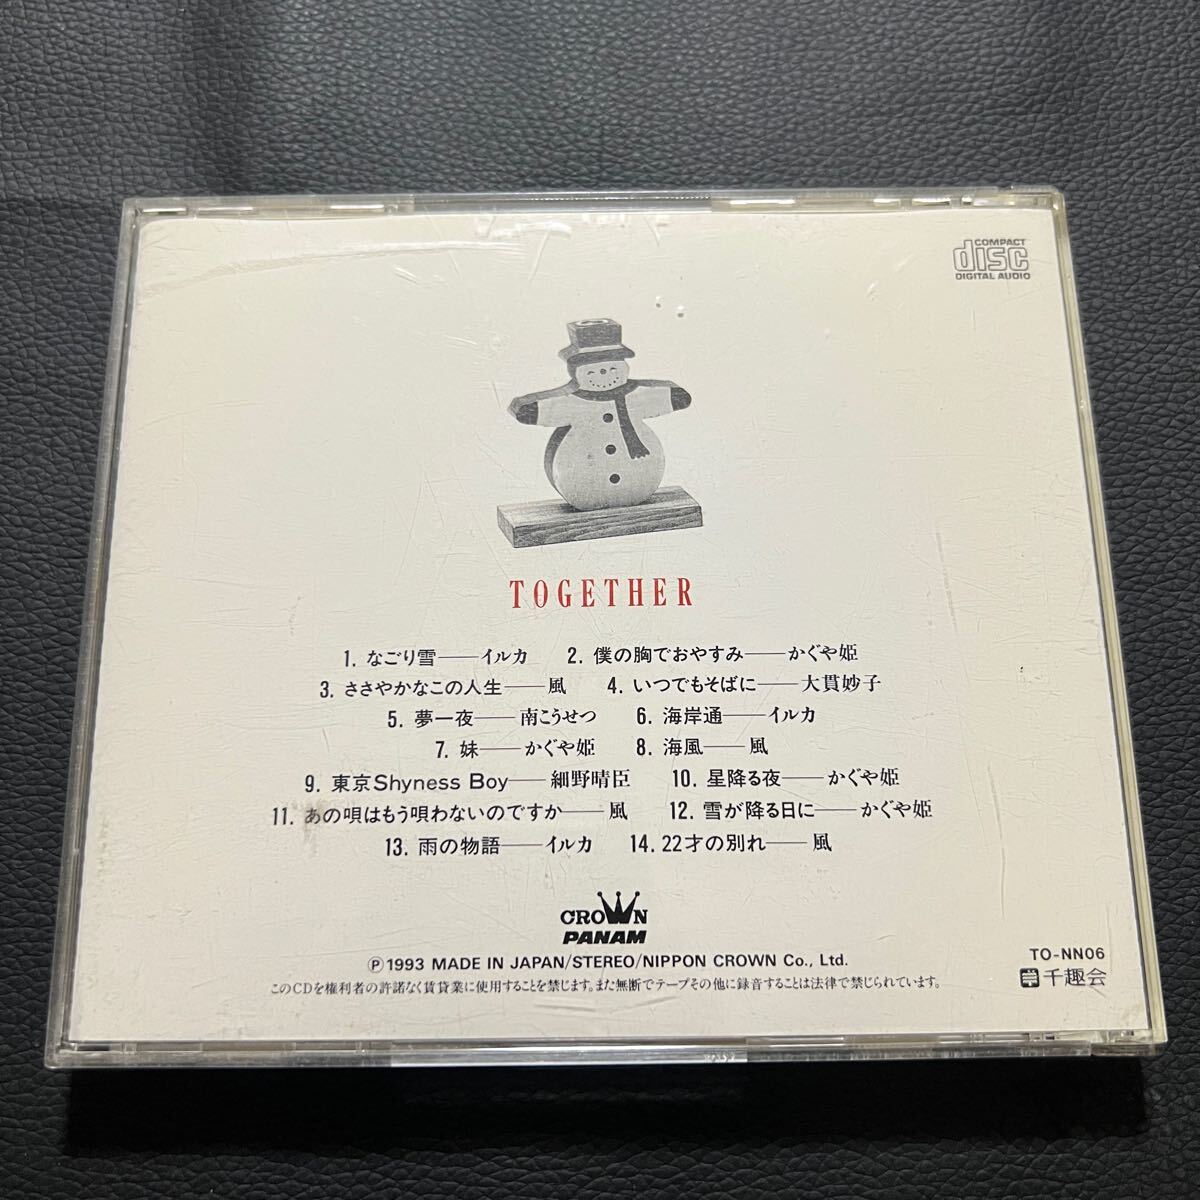 COMPACT
disc
DIGITAL AUDIO
TOGETHER
1. なごり雪——イルカ 2. 僕の胸でおやすみ——かぐや姫
3. ささやかなこの人生——風 4. いつでもそばに——大貫妙子
5. 夢一夜——南こうせつ 6. 海岸通——イルカ
7. 妹——かぐや姫 8. 海風——風
9. 東京Shyness Boy——細野晴臣 10. 星降る夜——かぐや姫
11. あの唄はもう唄わないのですか——風 12. 雪が降る日に——かぐや姫
13. 雨の物語——イルカ 14. 22才の別れ——風
CROWN
PANAM
Ⓟ1993 MADE IN JAPAN/STEREO/NIPPON CROWN Co., Ltd.
このCDを権利者の許諾なく賃貸業に使用することを禁じます。また無断でテープその他に録音することは法律で禁じられています。
TO-NN06
千趣会